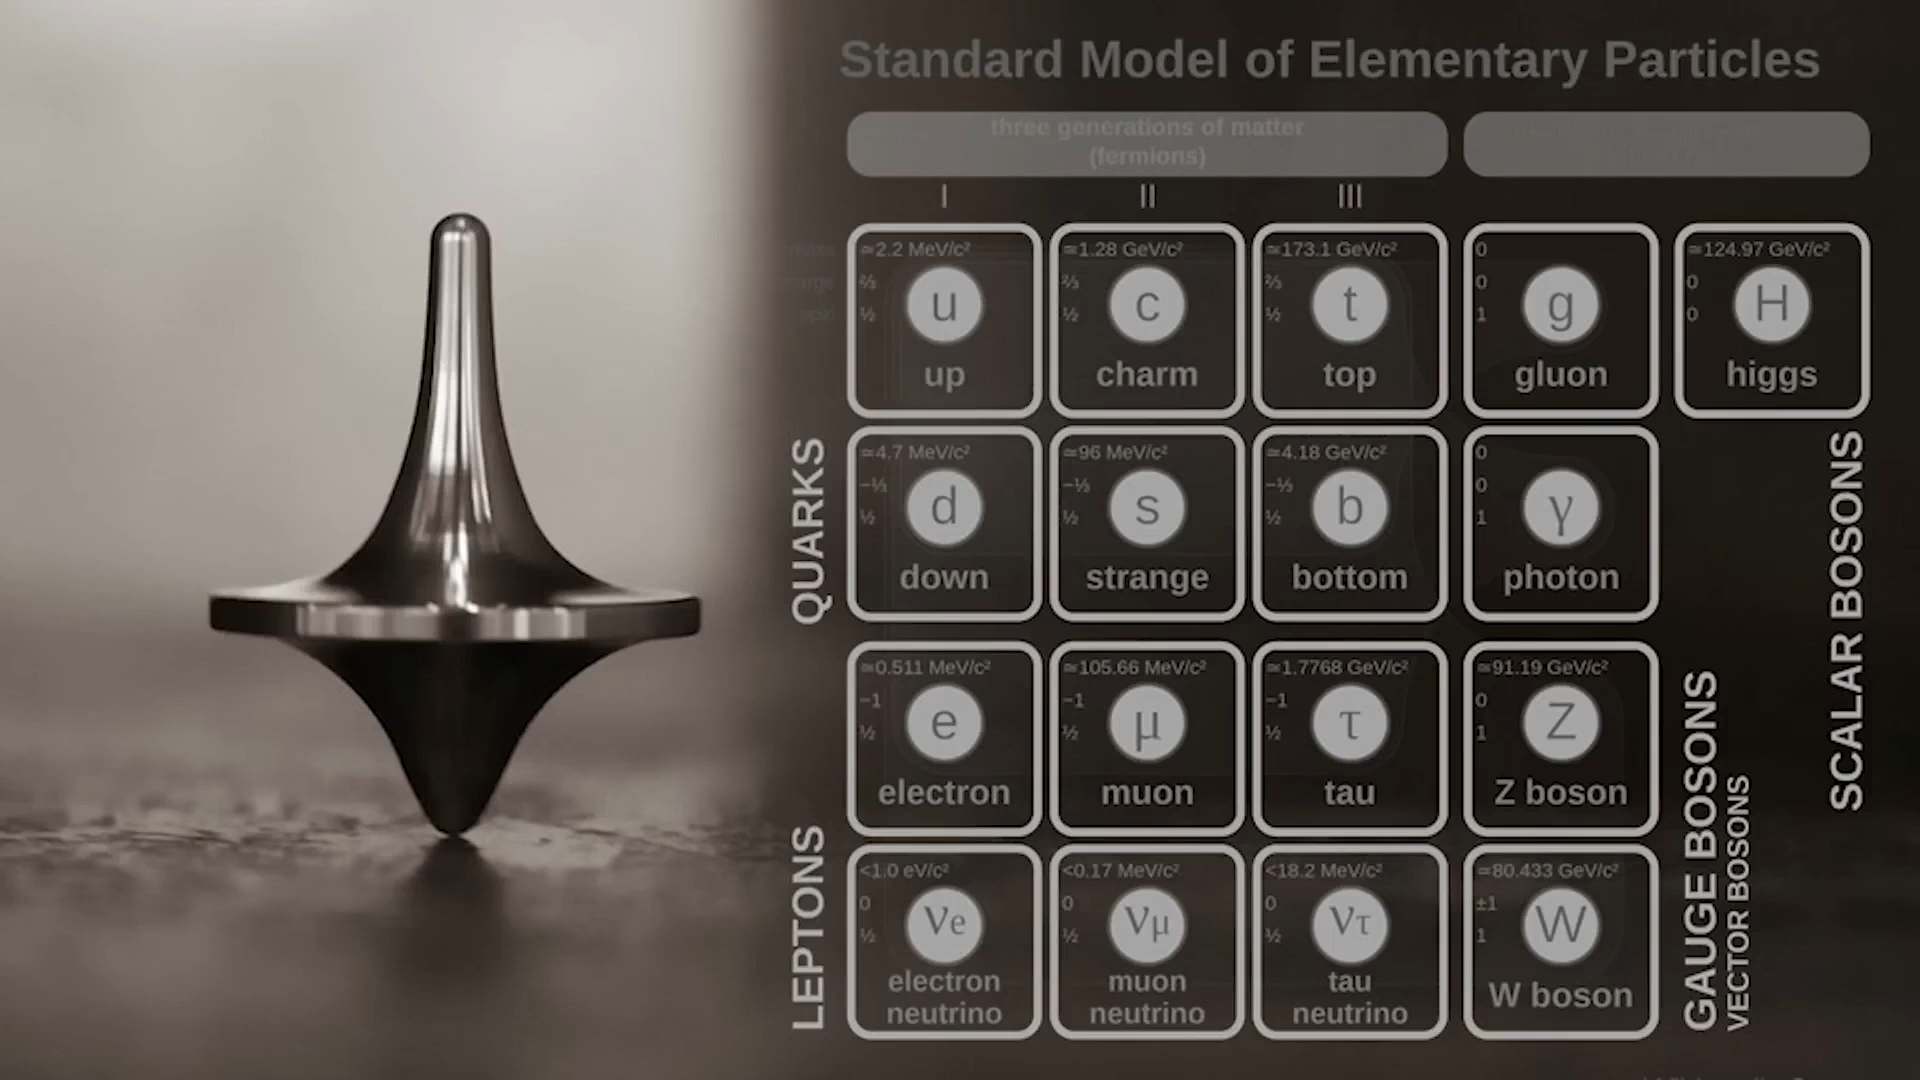 Standard Model of Elementary Particles
three generations of matter
(fermions)
I
II
III
≃2.2 MeV/c²
⅔
½
u
up
≃1.28 GeV/c²
⅔
½
c
charm
≃173.1 GeV/c²
⅔
½
t
top
0
0
1
g
gluon
≃124.97 GeV/c²
0
0
H
higgs
QUARKS
≃4.7 MeV/c²
−⅓
½
d
down
≃96 MeV/c²
−⅓
½
s
strange
≃4.18 GeV/c²
−⅓
½
b
bottom
0
0
1
γ
photon
SCALAR BOSONS
≃0.511 MeV/c²
−1
½
e
electron
≃105.66 MeV/c²
−1
½
μ
muon
≃1.7768 GeV/c²
−1
½
τ
tau
≃91.19 GeV/c²
0
1
Z
Z boson
LEPTONS
<1.0 eV/c²
0
½
νe
electron
neutrino
<0.17 MeV/c²
0
½
νμ
muon
neutrino
<18.2 MeV/c²
0
½
ντ
tau
neutrino
≃80.433 GeV/c²
±1
1
W
W boson
GAUGE BOSONS
VECTOR BOSONS